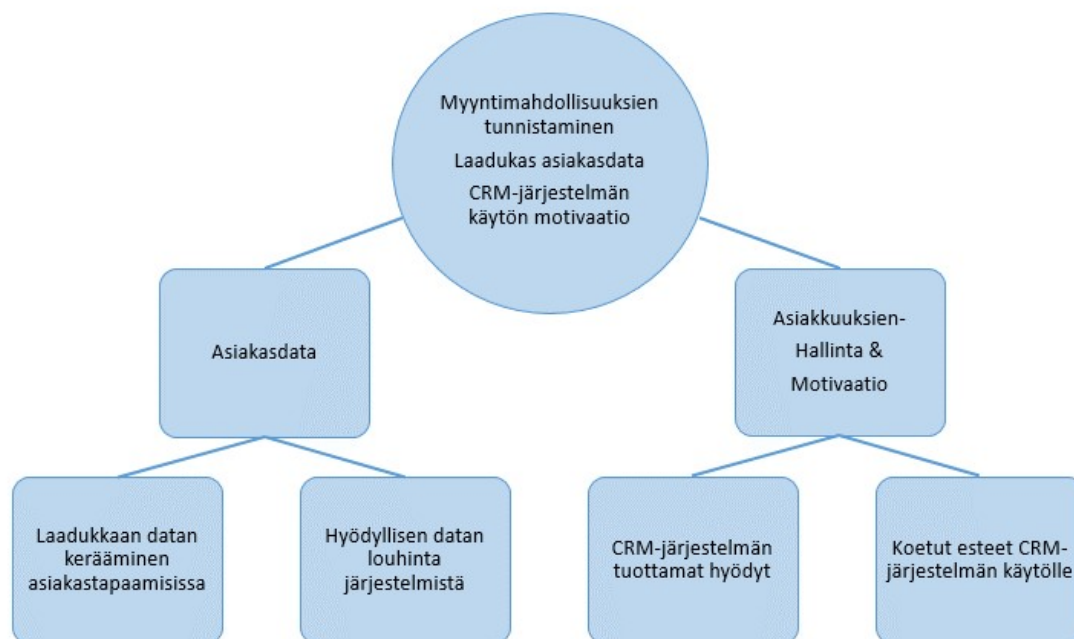 Myyntimahdollisuuksien
tunnistaminen
Laadukas asiakasdata
CRM-järjestelmän
käytön motivaatio
Asiakasdata
Asiakkuuksien-
Hallinta &
Motivaatio
Laadukkaan datan
kerääminen
asiakastapaamisissa
Hyödyllisen datan
louhinta
järjestelmistä
CRM-järjestelmän
tuottamat hyödyt
Koetut esteet CRM-
järjestelmän käytölle